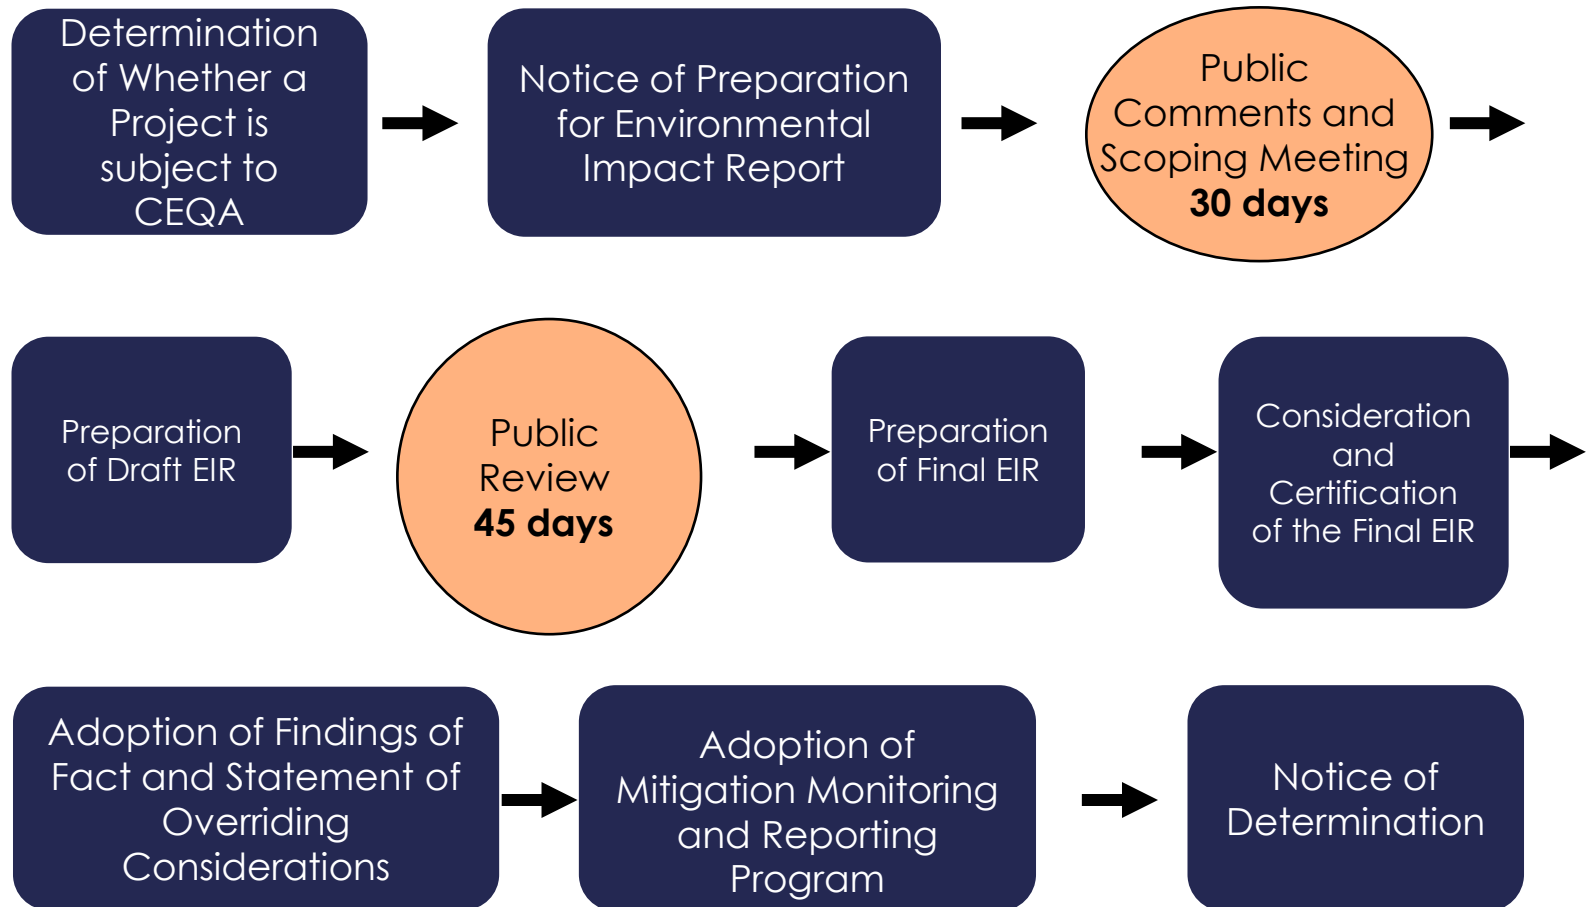 Determination
of Whether a
Project is
subject to
CEQA
Notice of Preparation
for Environmental
Impact Report
Public
Comments and
Scoping Meeting
30 days
Preparation
of Draft EIR
Public
Review
45 days
Preparation
of Final EIR
Consideration
and
Certification
of the Final EIR
Adoption of Findings of
Fact and Statement of
Overriding
Considerations
Adoption of
Mitigation Monitoring
and Reporting
Program
Notice of
Determination